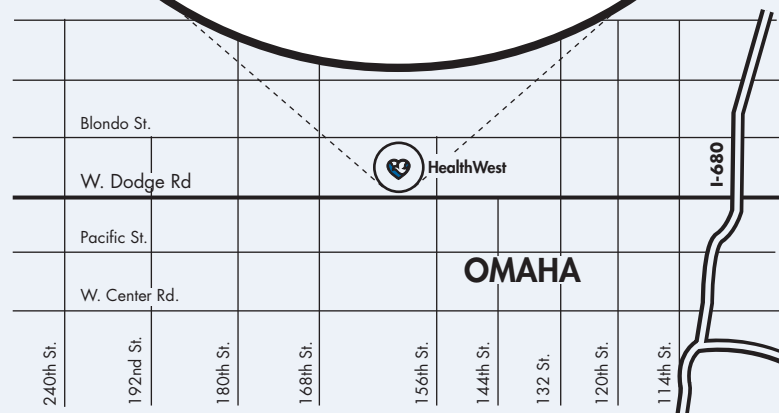 Blondo St.
HealthWest
I-680
W. Dodge Rd
Pacific St.
OMAHA
W. Center Rd.
240th St.
192nd St.
180th St.
168th St.
156th St.
144th St.
132 St.
120th St.
114th St.